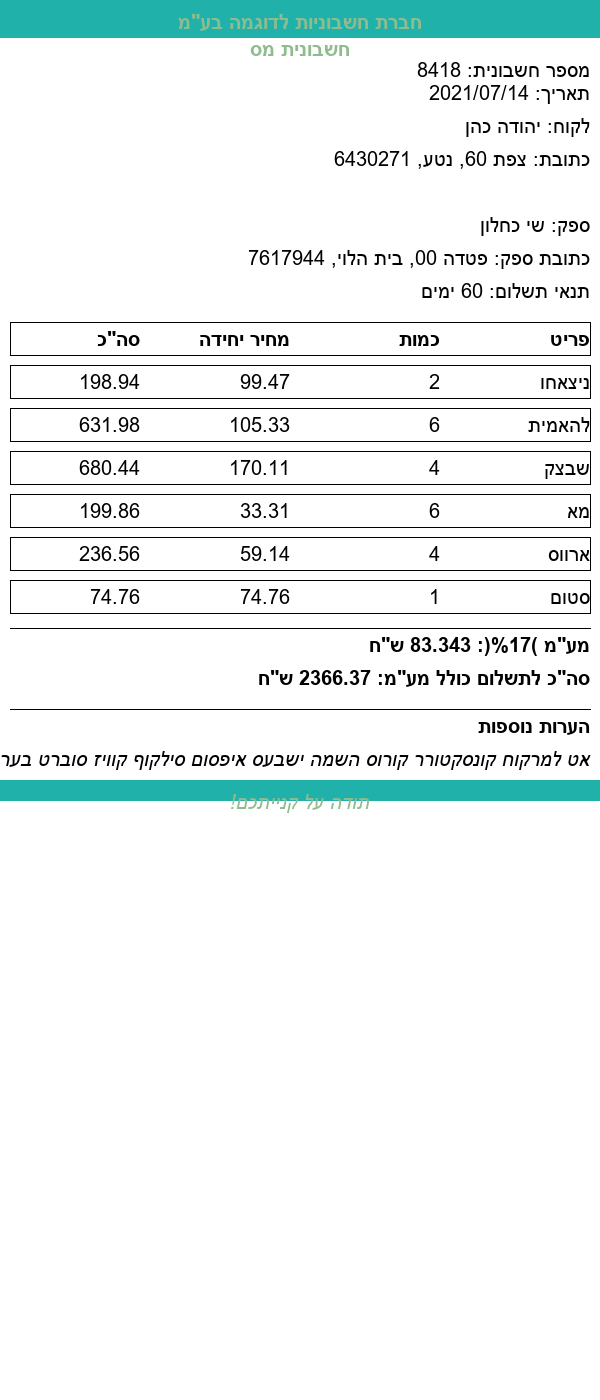 חברת חשבוניות לדוגמה בע"מ
חשבונית מס
מספר חשבונית: 8418
תאריך: 2021/07/14
לקוח: יהודה כהן
כתובת: צפת 60, נטע, 6430271
ספק: שי כחלון
כתובת ספק: פטדה 00, בית הלוי, 7617944
תנאי תשלום: 60 ימים
פריט כמות מחיר יחידה סה"כ
ניצאחו 2 99.47 198.94
להאמית 6 105.33 631.98
שבצק 4 170.11 680.44
מא 6 33.31 199.86
ארווס 4 59.14 236.56
סטום 1 74.76 74.76
מע"מ )17%(: 83.343 ש"ח
סה"כ לתשלום כולל מע"מ: 2366.37 ש"ח
הערות נוספות
אט למרקוח קונסקטורר קורוס השמה ישבעס איפסום סילקוף קוויז סוברט בער
תודה על קנייתכם!